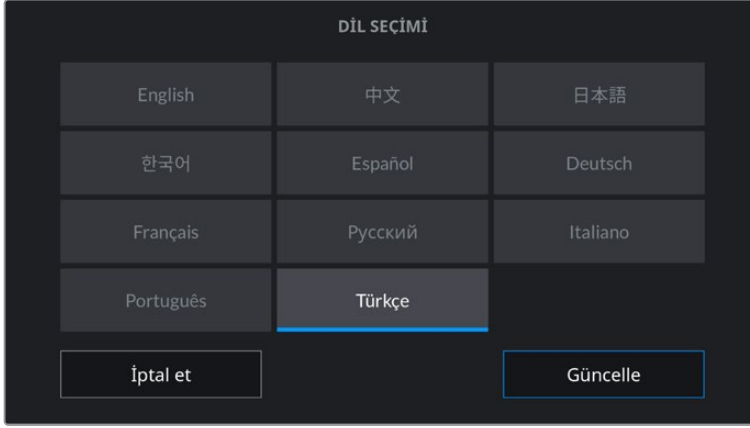 DİL SEÇİMİ
English 中文 日本語
한국어 Español Deutsch
Français Русский Italiano
Português Türkçe
İptal et Güncelle